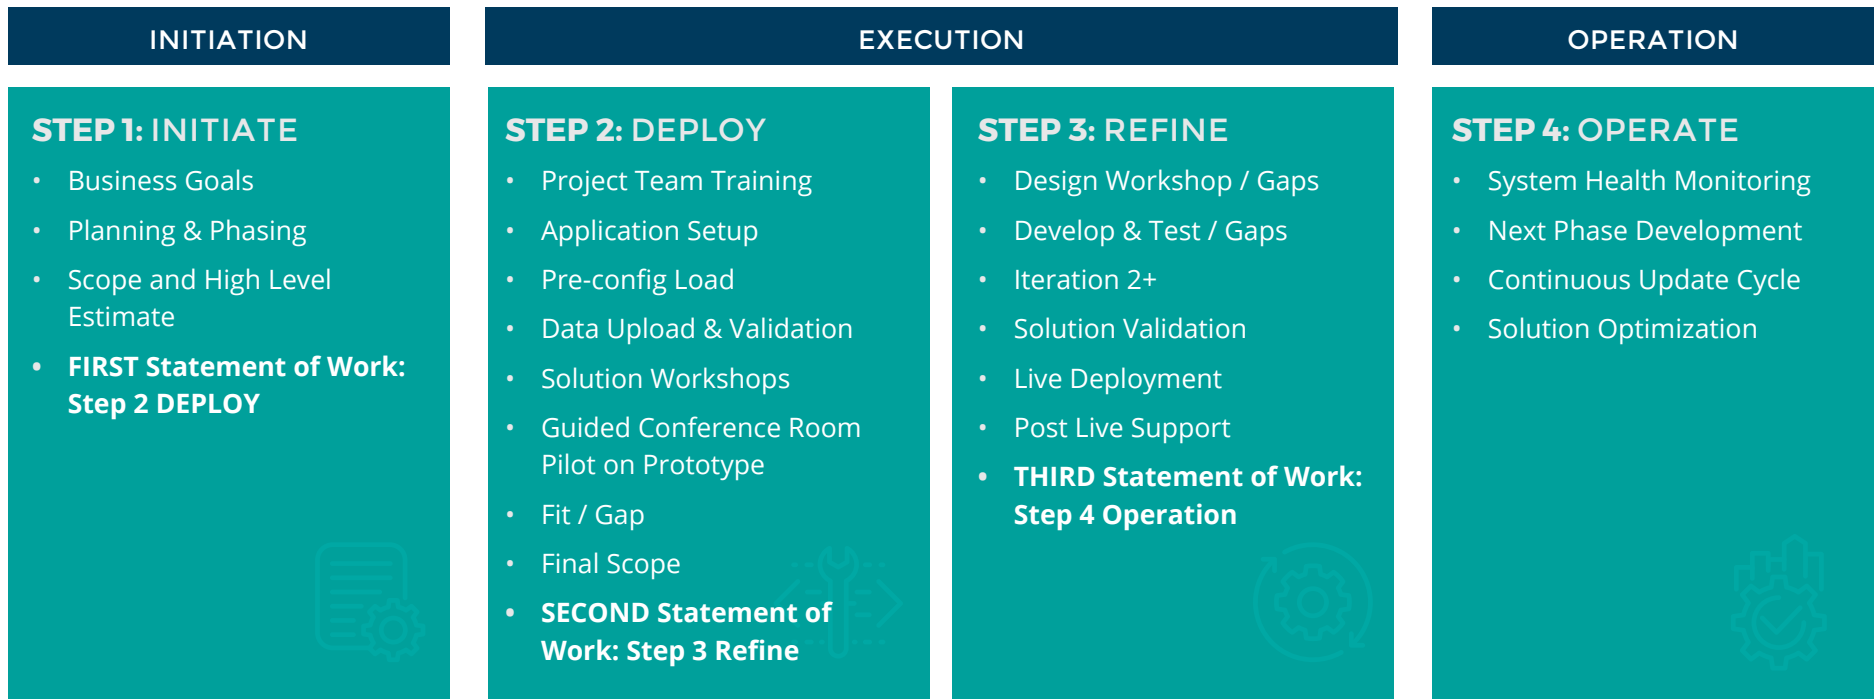 INITIATION
EXECUTION
OPERATION
STEP 1: INITIATE
• Business Goals
• Planning & Phasing
• Scope and High Level
Estimate
• FIRST Statement of Work:
Step 2 DEPLOY
STEP 2: DEPLOY
• Project Team Training
• Application Setup
• Pre-config Load
• Data Upload & Validation
• Solution Workshops
• Guided Conference Room
Pilot on Prototype
• Fit / Gap
• Final Scope
• SECOND Statement of
Work: Step 3 Refine
STEP 3: REFINE
• Design Workshop / Gaps
• Develop & Test / Gaps
• Iteration 2+
• Solution Validation
• Live Deployment
• Post Live Support
• THIRD Statement of Work:
Step 4 Operation
STEP 4: OPERATE
• System Health Monitoring
• Next Phase Development
• Continuous Update Cycle
• Solution Optimization